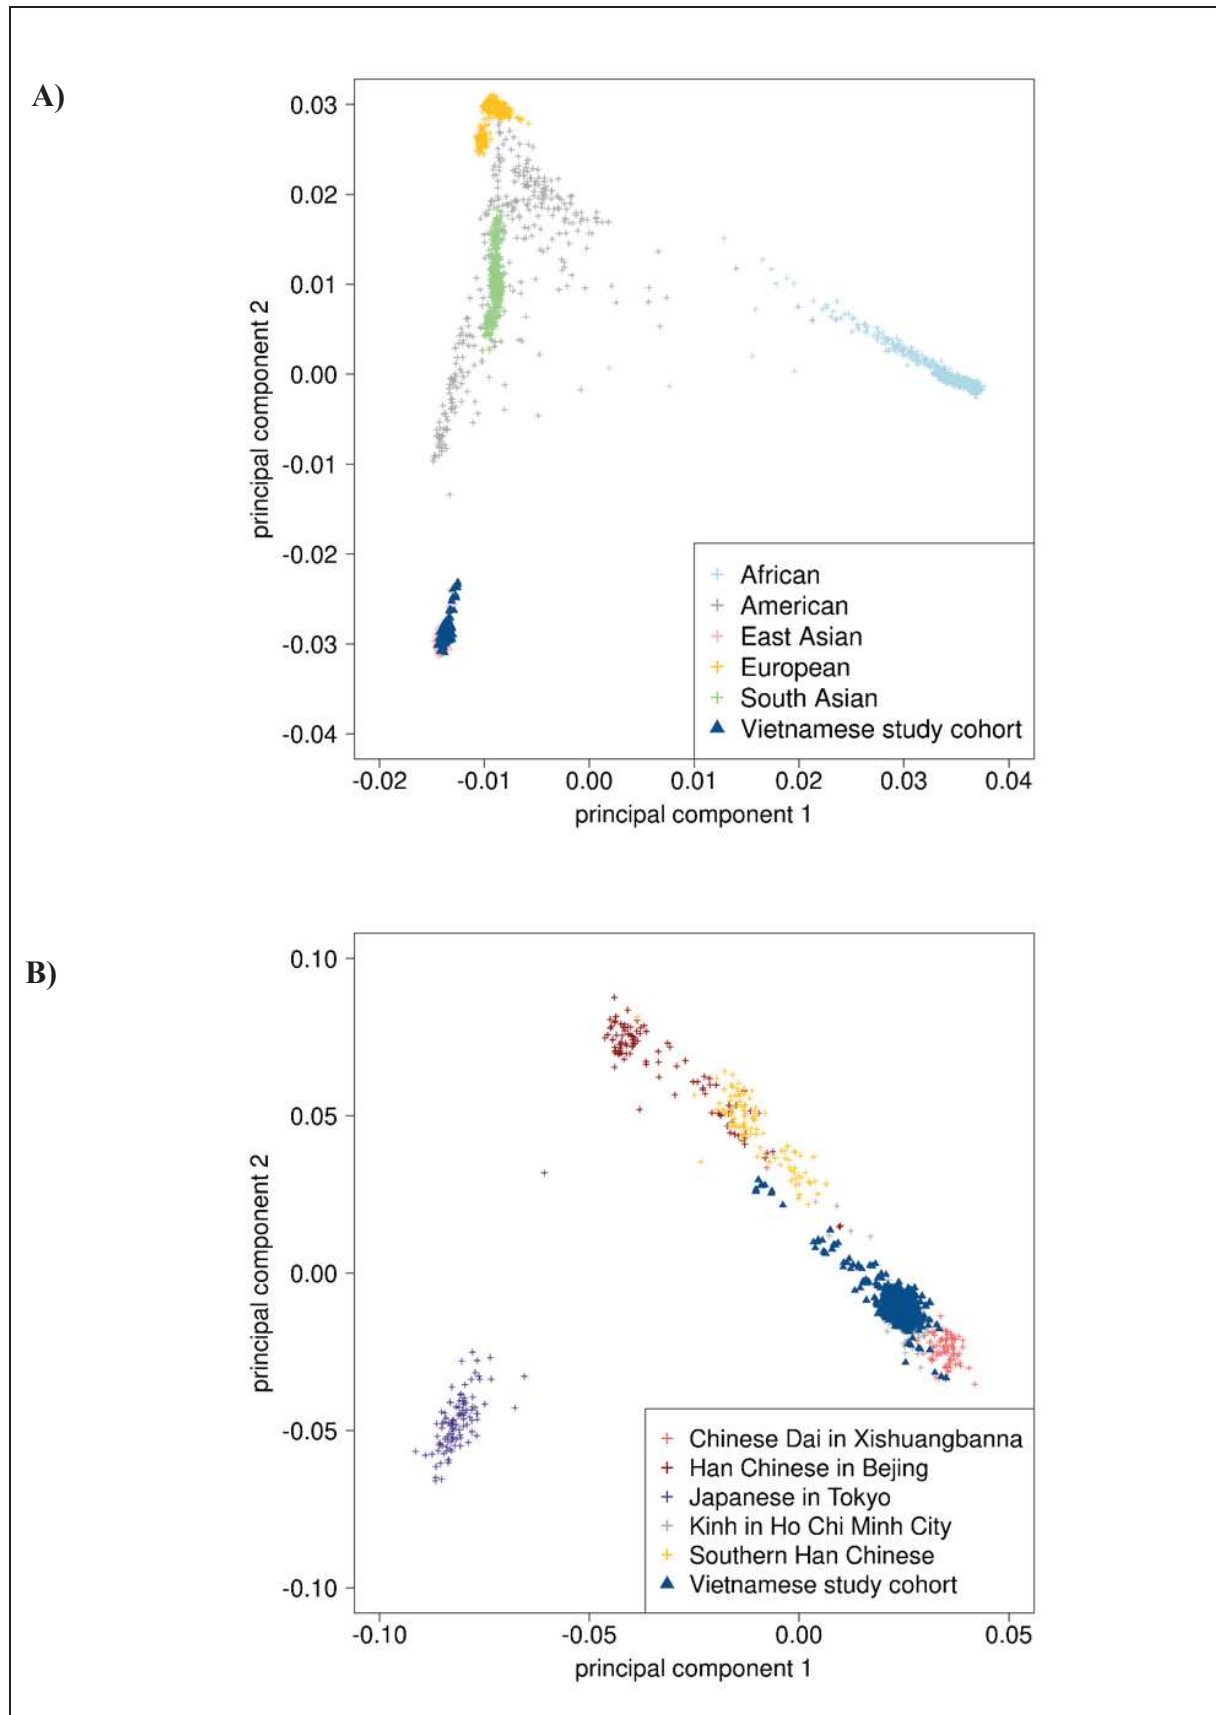 A)
0.03
0.02
0.01
0.00
-0.01
-0.02
-0.03
-0.04
principal component 2
African
American
East Asian
European
South Asian
Vietnamese study cohort
-0.02 -0.01 0.00 0.01 0.02 0.03 0.04
principal component 1
B)
0.10
0.05
0.00
-0.05
-0.10
principal component 2
Chinese Dai in Xishuangbanna
Han Chinese in Bejing
Japanese in Tokyo
Kinh in Ho Chi Minh City
Southern Han Chinese
Vietnamese study cohort
-0.10 -0.05 0.00 0.05
principal component 1